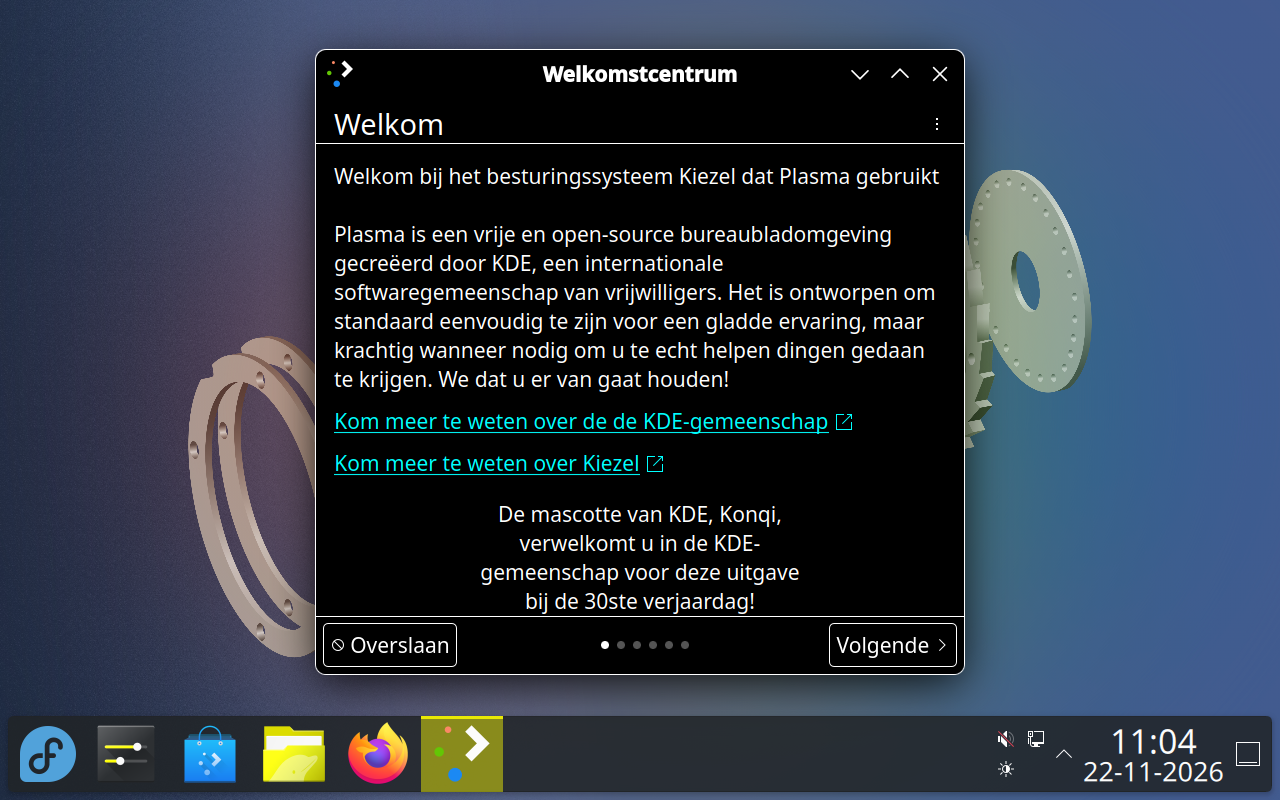 Welkomstcentrum
Welkom
Welkom bij het besturingssysteem Kiezel dat Plasma gebruikt
Plasma is een vrije en open-source bureaubladomgeving
gecreëerd door KDE, een internationale
softwaregemeenschap van vrijwilligers. Het is ontworpen om
standaard eenvoudig te zijn voor een gladde ervaring, maar
krachtig wanneer nodig om u te echt helpen dingen gedaan
te krijgen. We dat u er van gaat houden!
Kom meer te weten over de de KDE-gemeenschap
Kom meer te weten over Kiezel
De mascotte van KDE, Konqi,
verwelkomt u in de KDE-
gemeenschap voor deze uitgave
bij de 30ste verjaardag!
Overslaan
Volgende
11:04
22-11-2026